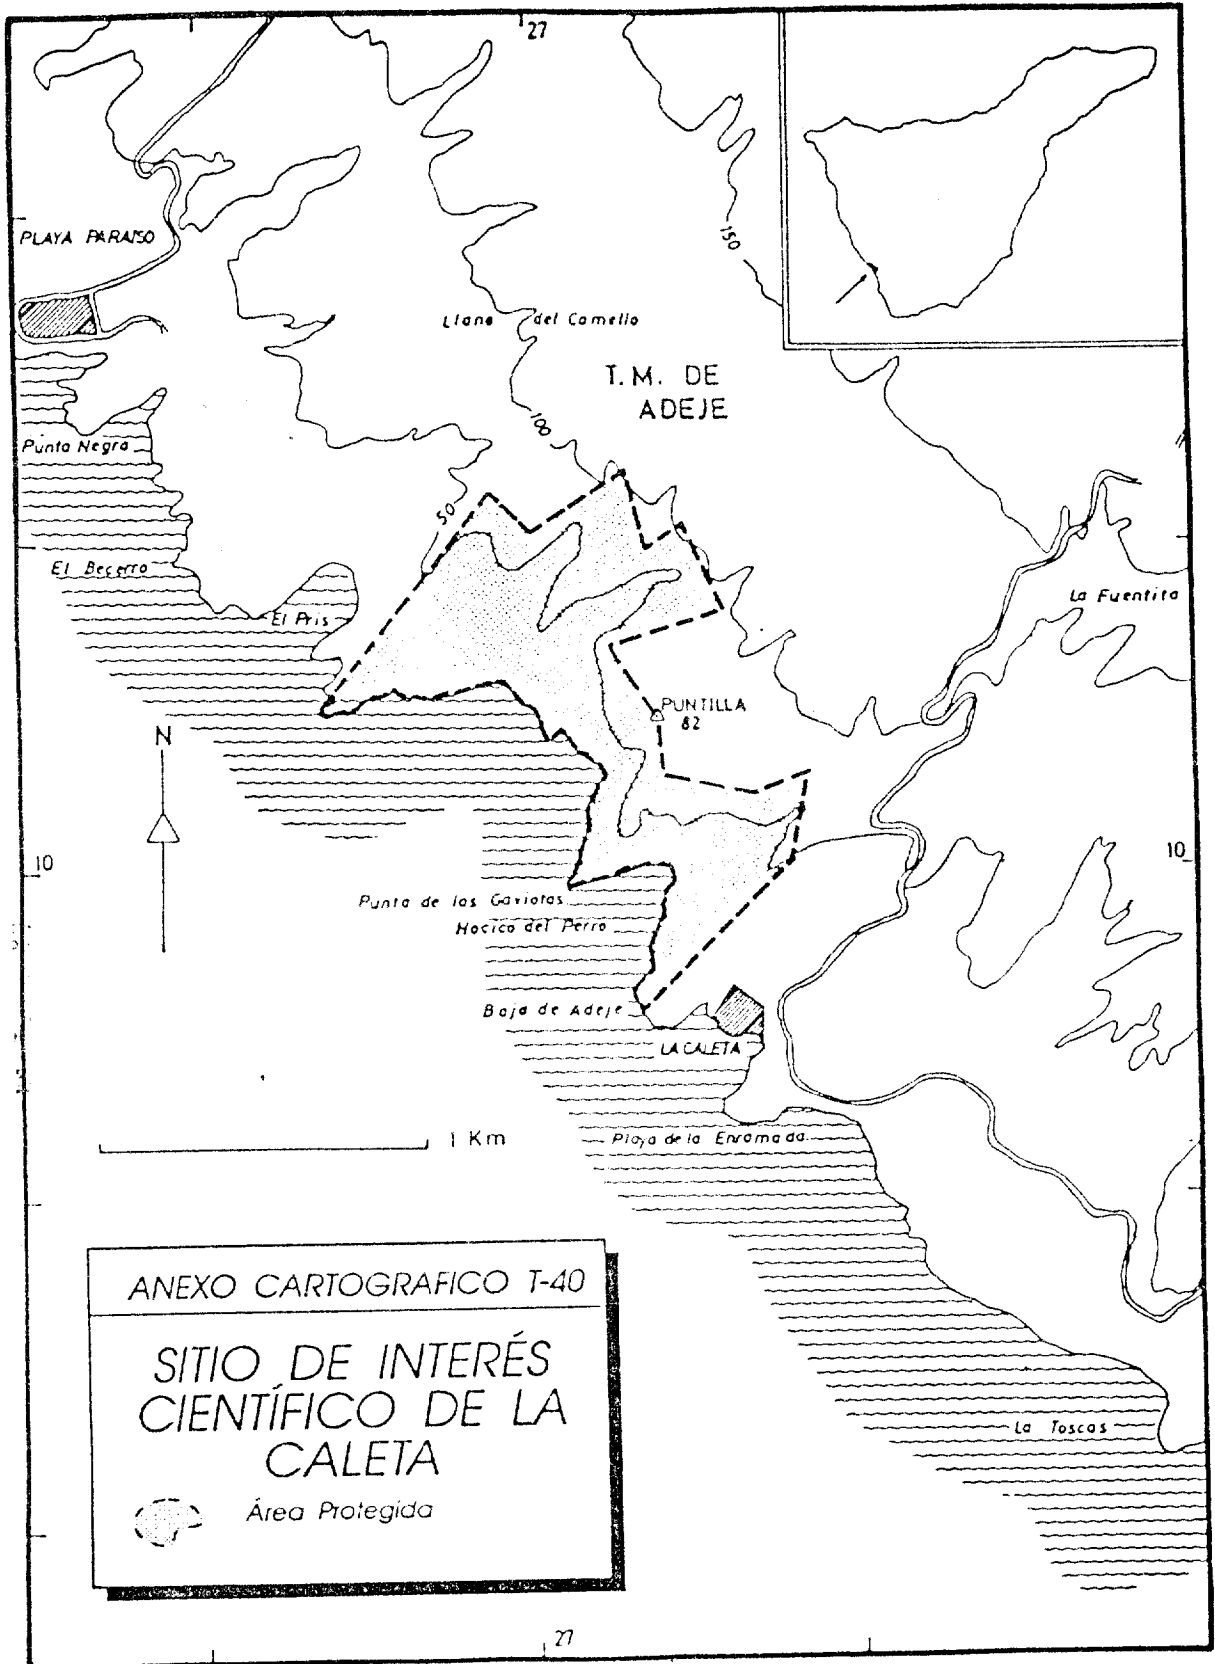 27
PLAYA PARAISO
150
Llano del Camello
T. M. DE
ADEJE
100
Punta Negra
50
El Becerro
La Fuentita
El Pris
PUNTILLA
82
N
10
10
Punta de las Gaviotas
Hocico del Perro
Baja de Adeje
LA CALETA
1 Km
Playa de la Enramada
ANEXO CARTOGRAFICO T-40
SITIO DE INTERÉS
CIENTÍFICO DE LA
CALETA
Área Protegida
La Toscas
27